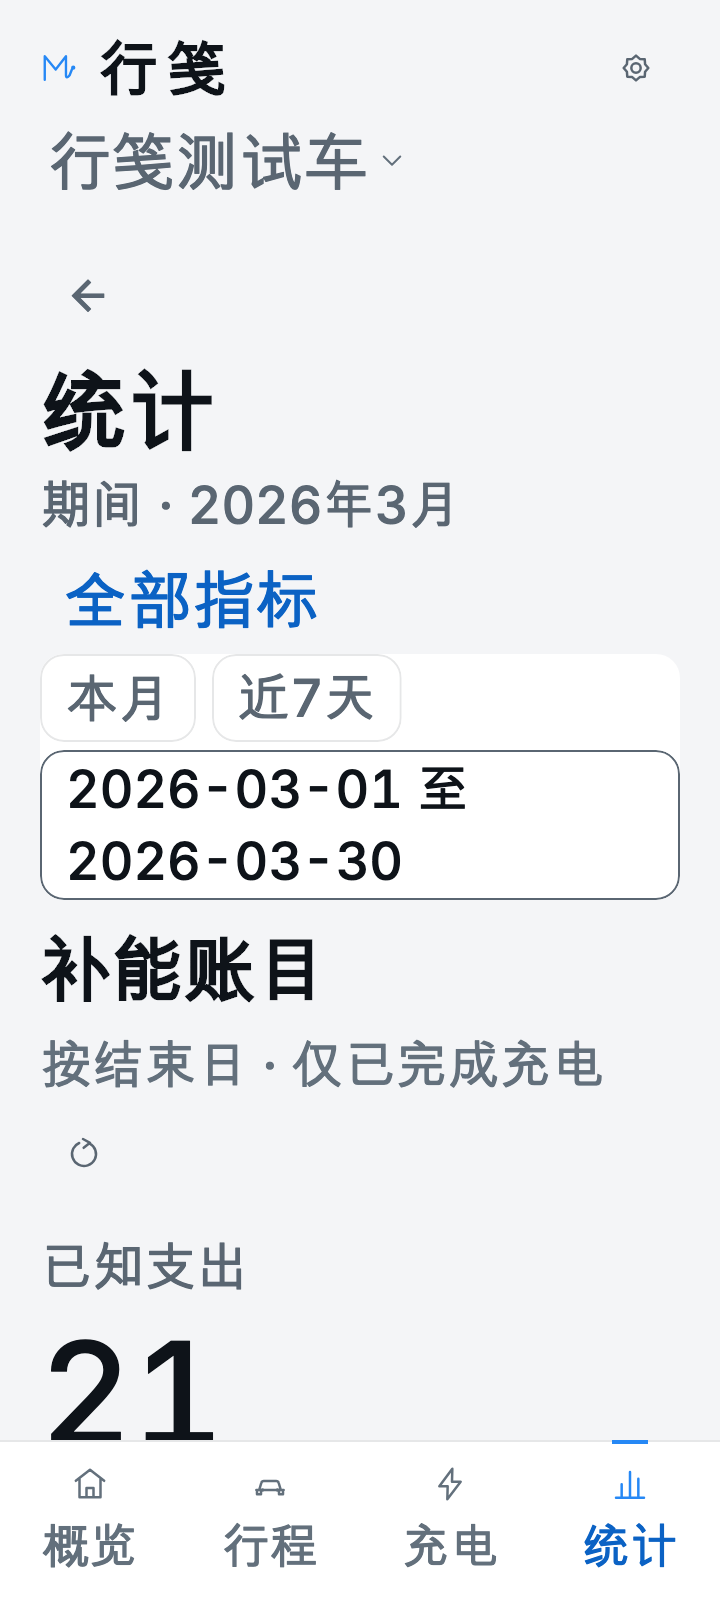 行笺
行笺测试车
统计
期间 · 2026年3月
全部指标
本月
近7天
2026-03-01 至
2026-03-30
补能账目
按结束日 · 仅已完成充电
已知支出
21
概览
行程
充电
统计